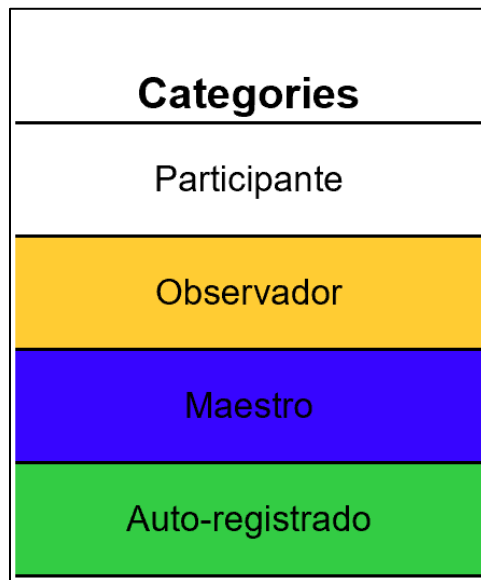 Categories
Participante
Observador
Maestro
Auto-registrado